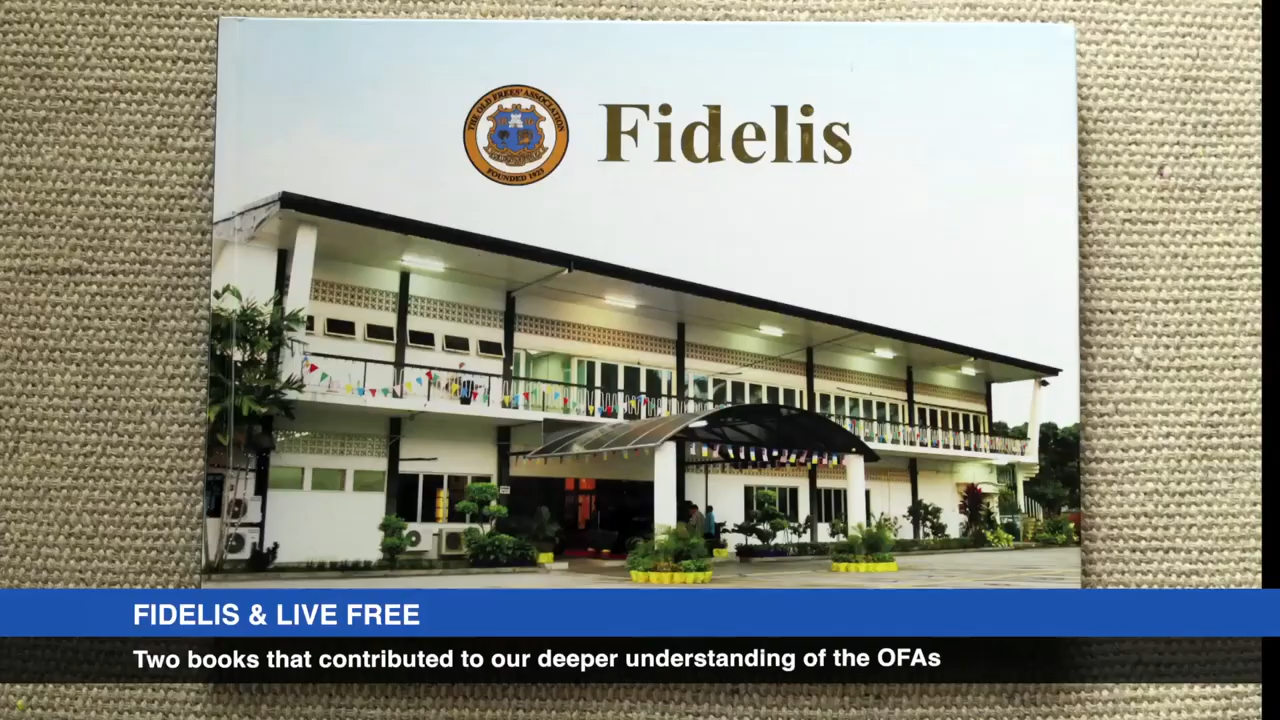 THE OLD FREES' ASSOCIATION
FOUNDED 1923
Fidelis
FIDELIS & LIVE FREE
Two books that contributed to our deeper understanding of the OFAs